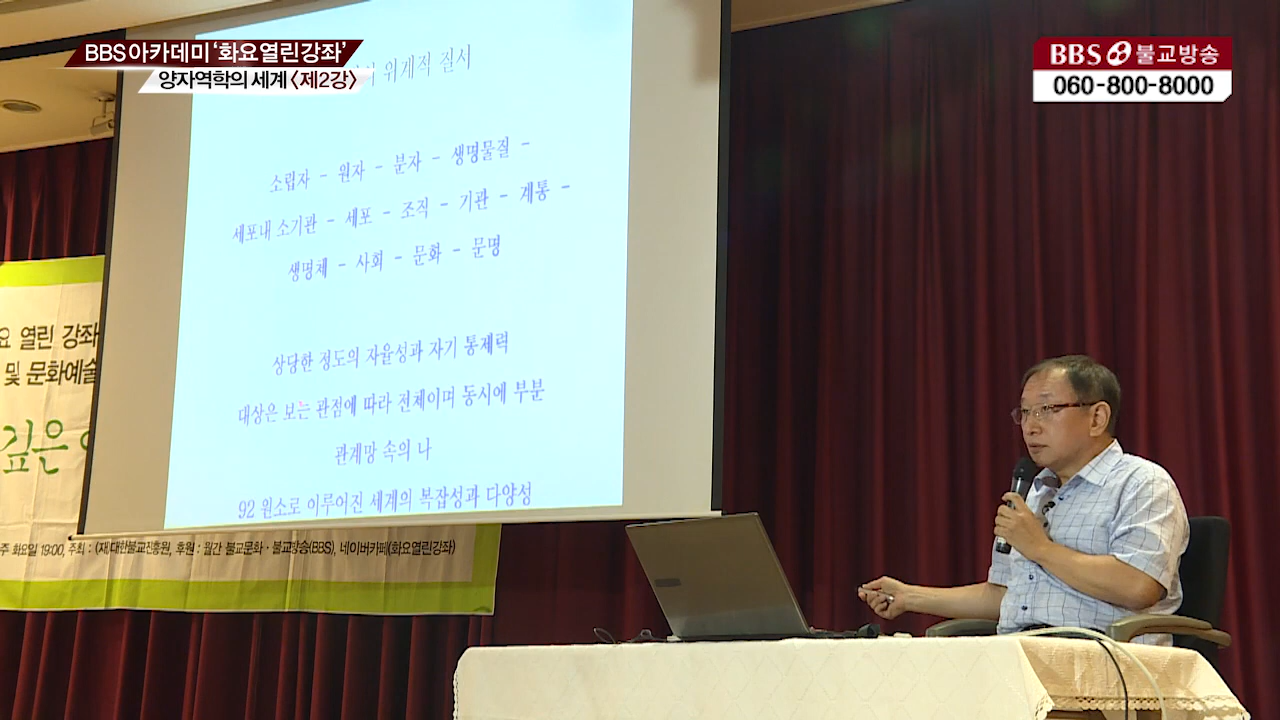 BBS 아카데미 '화요열린강좌'
양자역학의 세계 <제2강>
BBS 불교방송
060-800-8000
위계적 질서
소립자 - 원자 - 분자 - 생명물질 -
세포내 소기관 - 세포 - 조직 - 기관 - 계통 -
생명체 - 사회 - 문화 - 문명
상당한 정도의 자율성과 자기 통제력
대상은 보는 관점에 따라 전체이며 동시에 부분
관계망 속의 나
92 원소로 이루어진 세계의 복잡성과 다양성
요 열린 강좌
및 문화예술
깊은
주 화요일 19:00, 주최 : (재)대한불교진흥원, 후원 : 월간 불교문화 · 불교방송(BBS), 네이버카페(화요열린강좌)